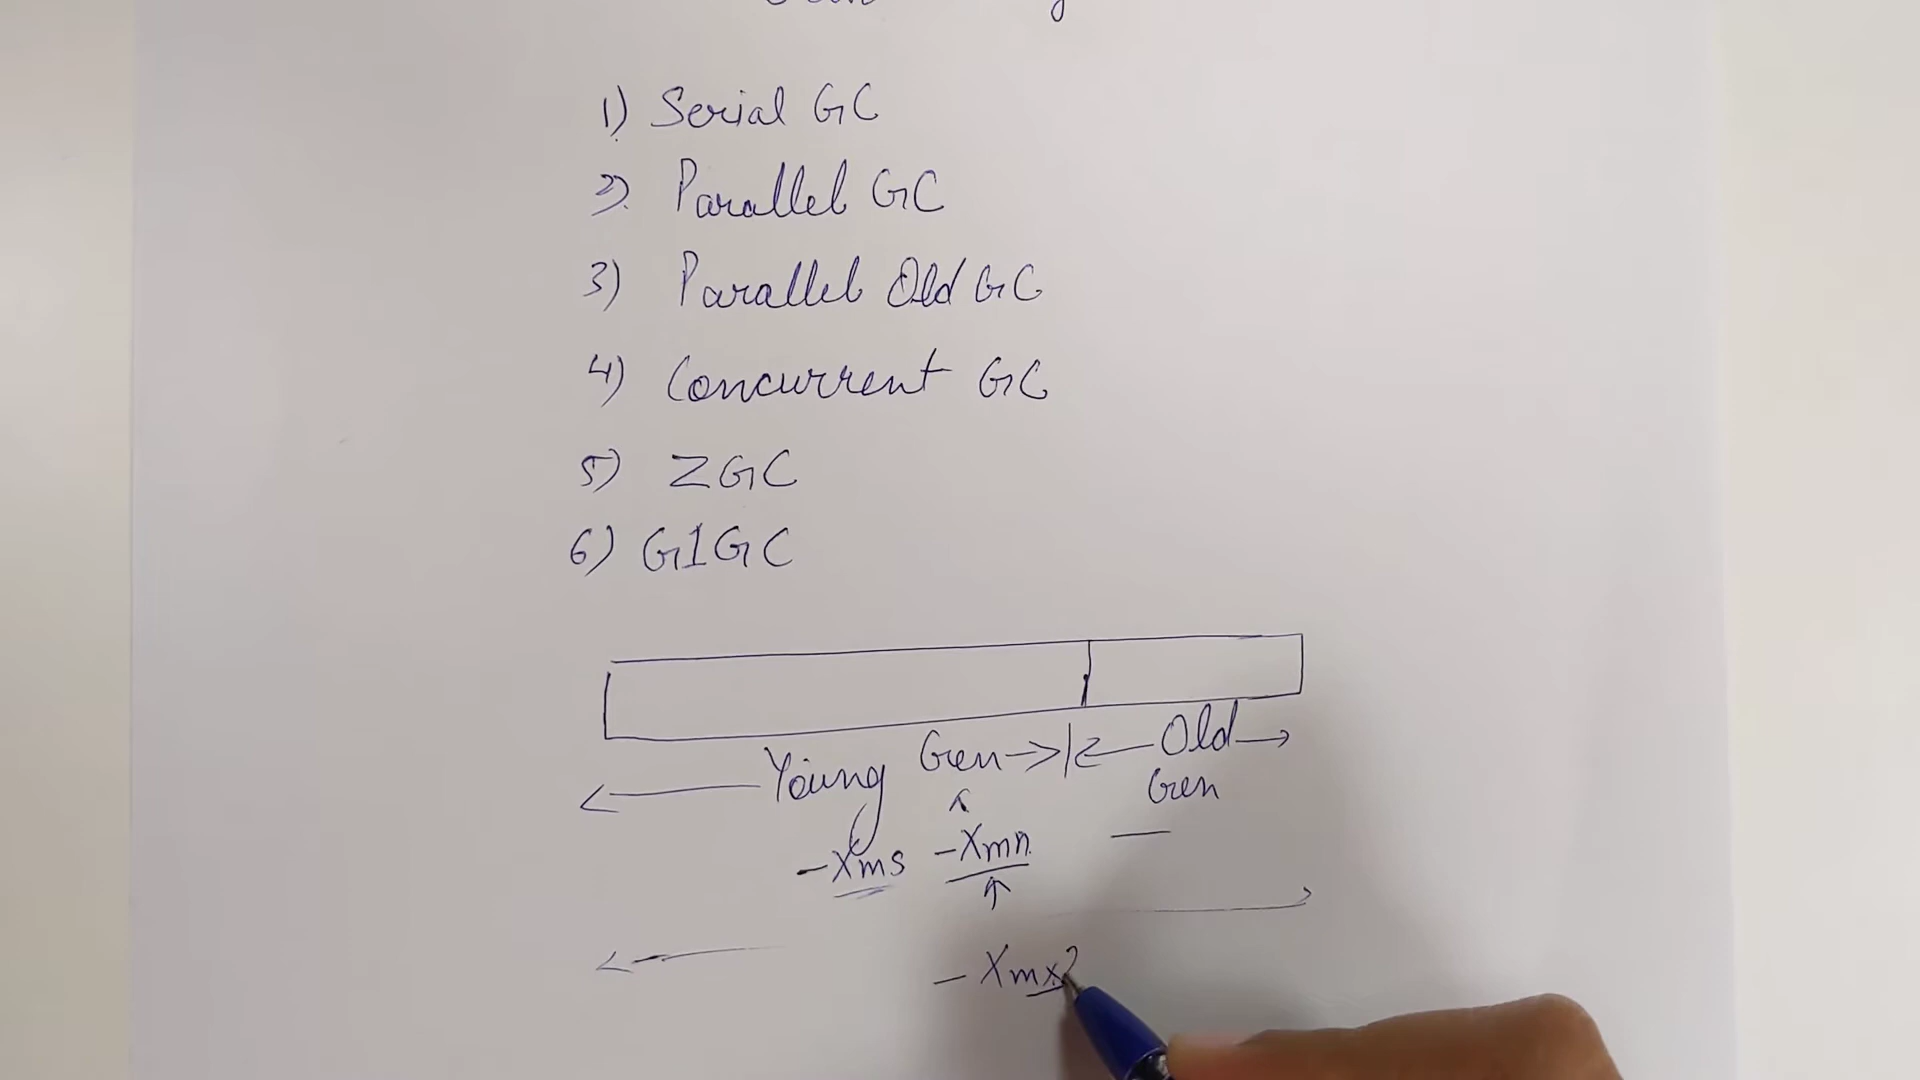 1) Serial GC
2) Parallel GC
3) Parallel Old GC
4) Concurrent GC
5) ZGC
6) G1GC
Young Gen Old
Gen
-Xms -Xmn
- Xmx2